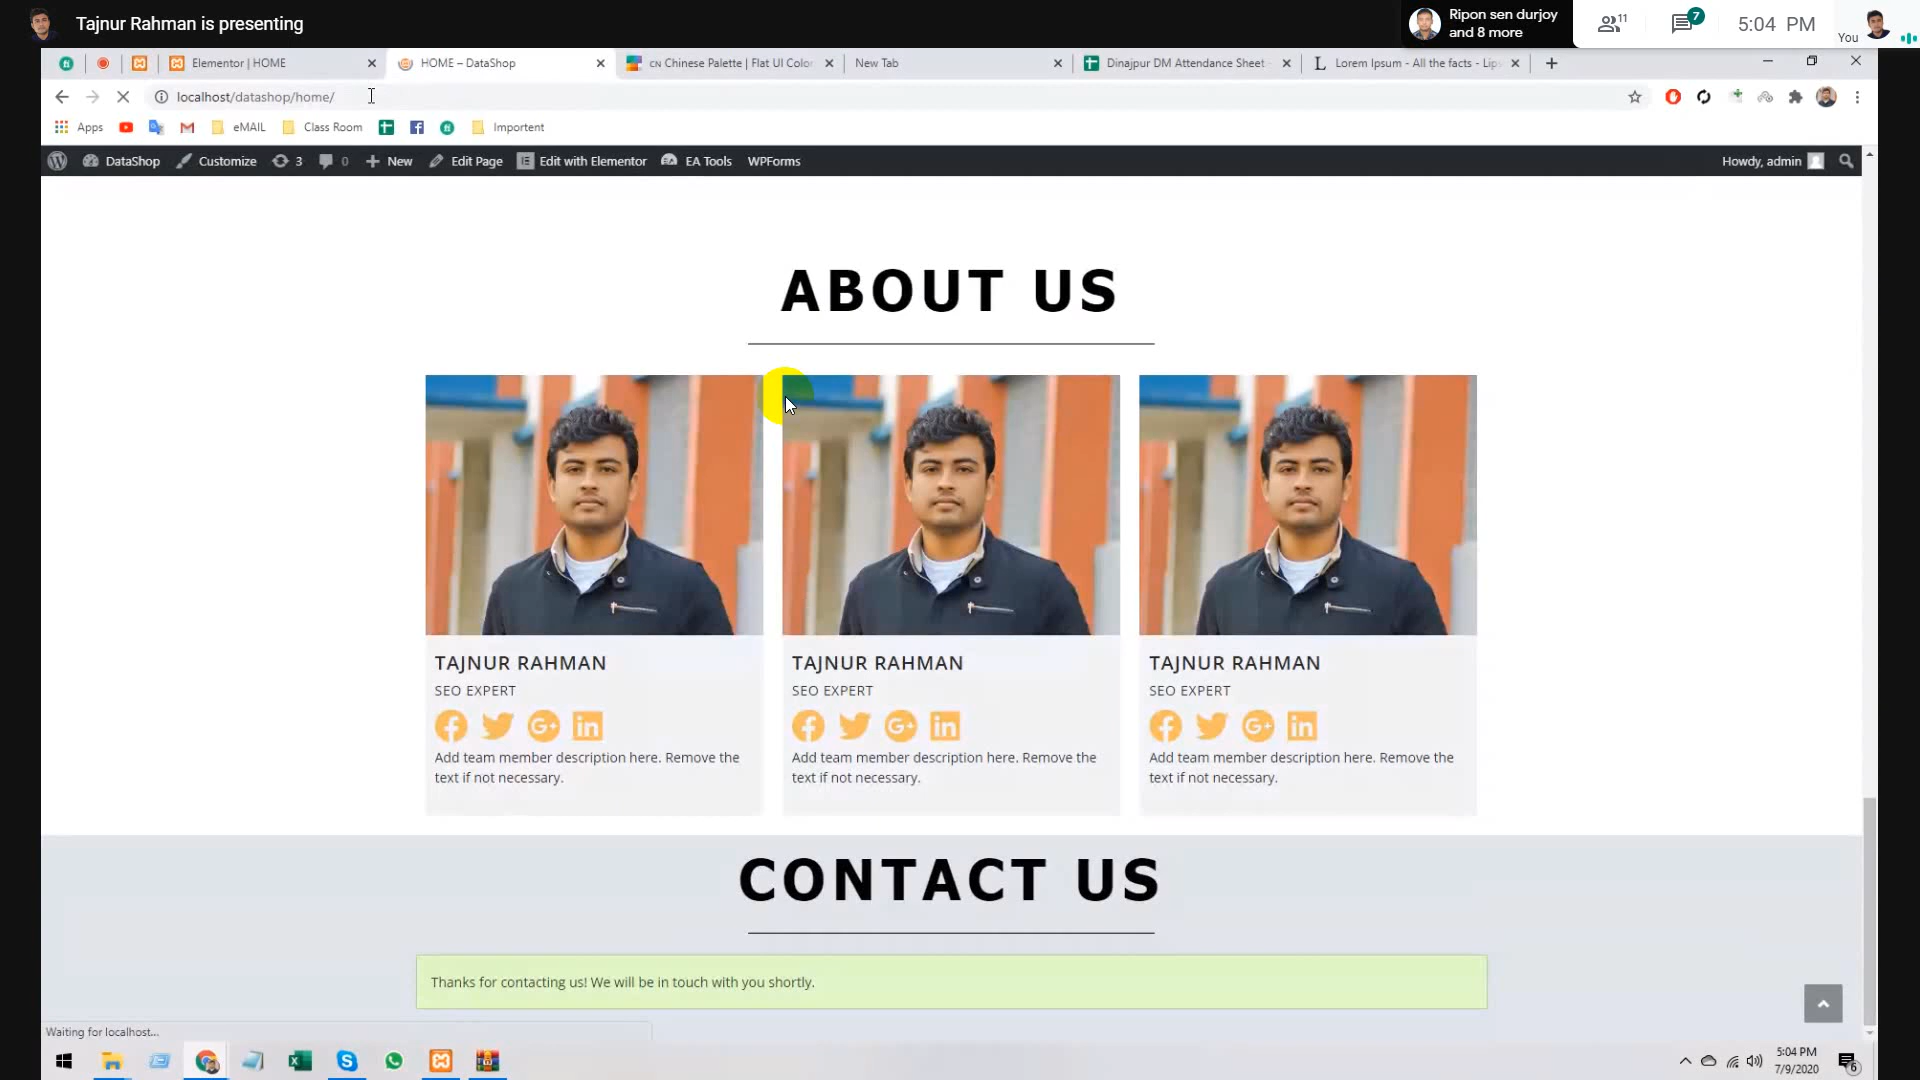 Tajnur Rahman is presenting
Ripon sen durjoy
and 8 more
11
7
5:04 PM
You
Elementor | HOME
HOME – DataShop
CN Chinese Palette | Flat UI Color
New Tab
Dinajpur DM Attendance Sheet -
Lorem Ipsum - All the facts - Lips
localhost/datashop/home/
Apps
eMAIL
Class Room
Importent
DataShop
Customize
3
0
New
Edit Page
Edit with Elementor
EA Tools
WPForms
Howdy, admin
ABOUT US
TAJNUR RAHMAN
SEO EXPERT
Add team member description here. Remove the
text if not necessary.
TAJNUR RAHMAN
SEO EXPERT
Add team member description here. Remove the
text if not necessary.
TAJNUR RAHMAN
SEO EXPERT
Add team member description here. Remove the
text if not necessary.
CONTACT US
Thanks for contacting us! We will be in touch with you shortly.
Waiting for localhost...
5:04 PM
7/9/2020
6